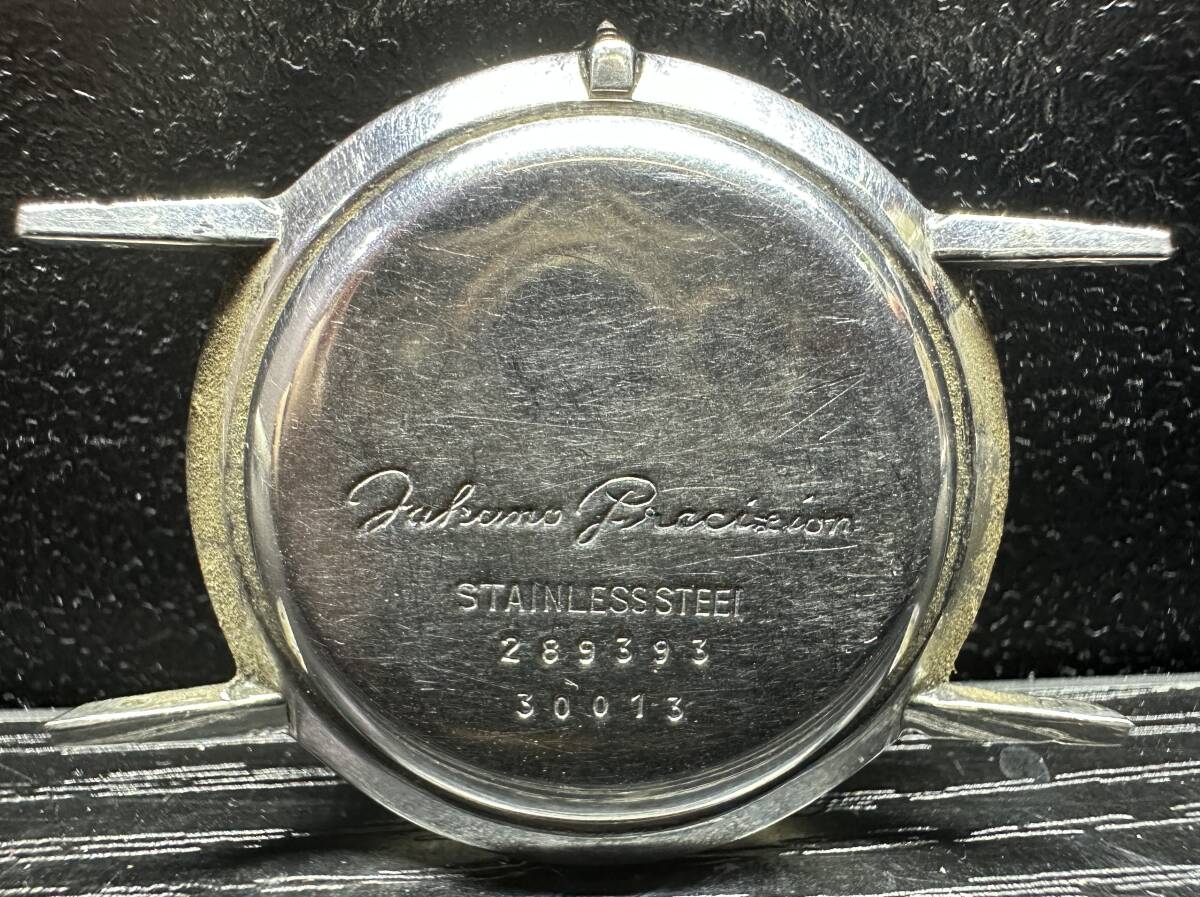 Takano Precision
STAINLESS STEEL
289393
30013